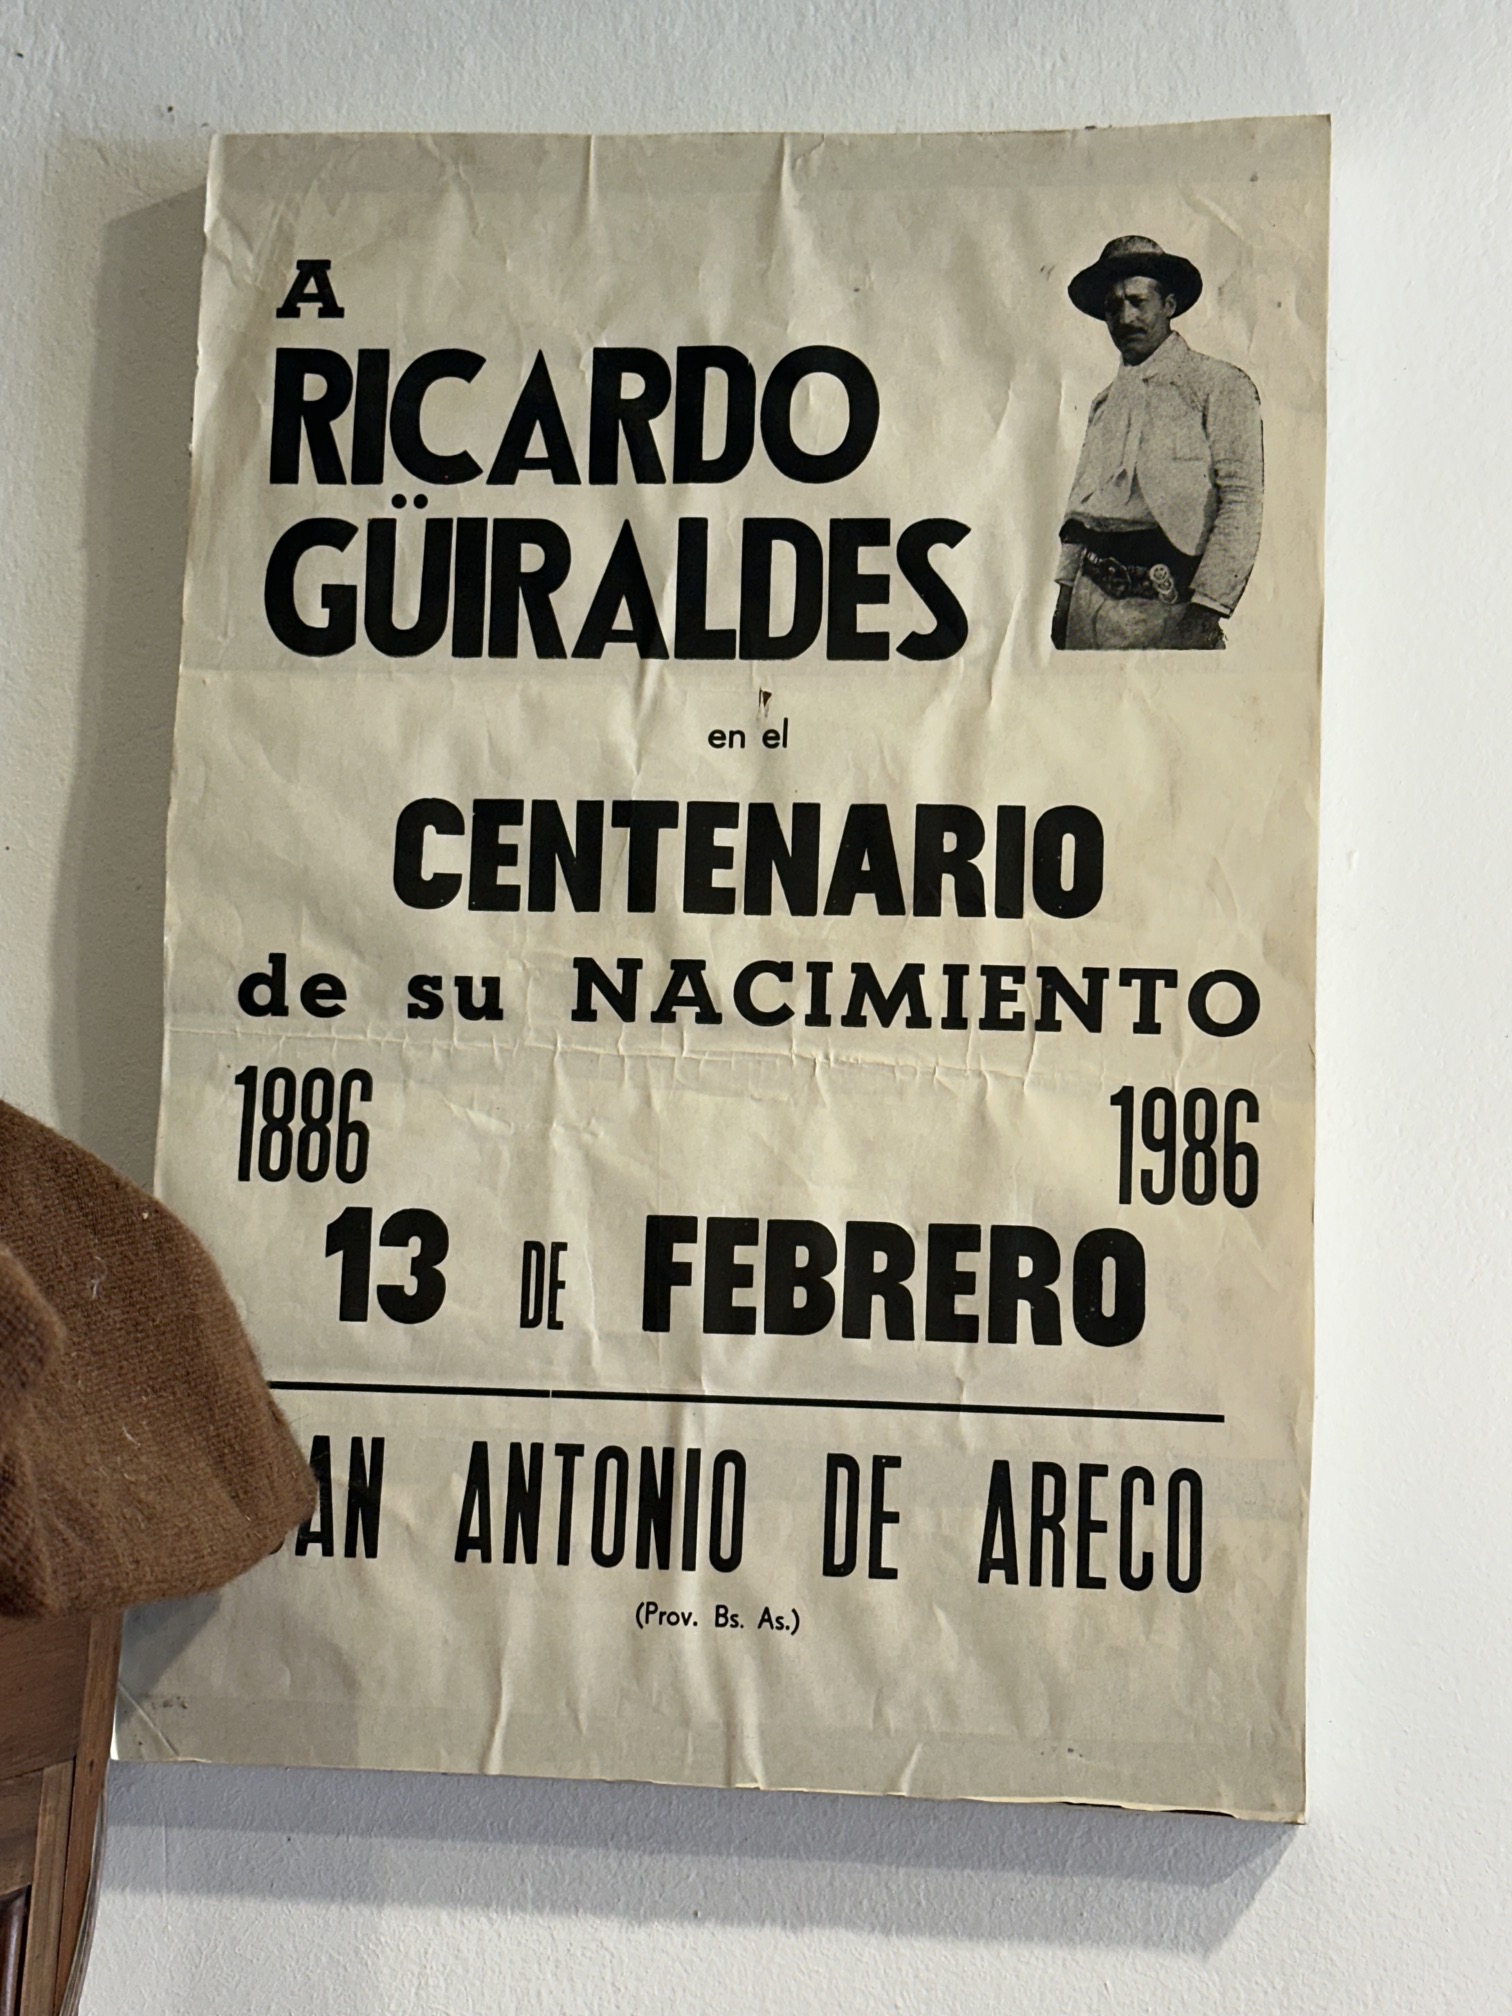 A
RICARDO
GÜIRALDES
en el
CENTENARIO
de su NACIMIENTO
1886 1986
13 DE FEBRERO
SAN ANTONIO DE ARECO
(Prov. Bs. As.)